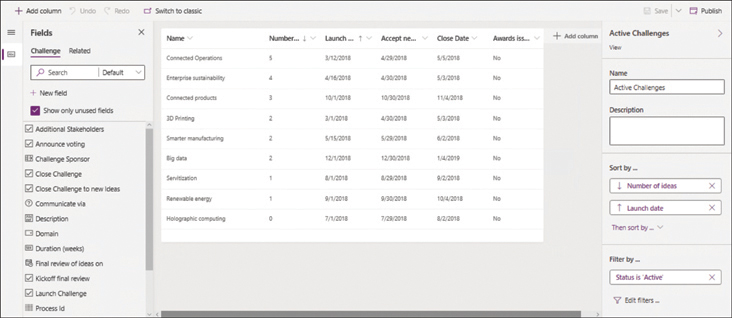 + Add column Undo Redo Switch to classic Save Publish
Fields
Challenge Related
Search Default
+ New field
Show only unused fields
Additional Stakeholders
Announce voting
Challenge Sponsor
Close Challenge
Close Challenge to new Ideas
Communicate via
Description
Domain
Duration (weeks)
Final review of ideas on
Kickoff final review
Launch Challenge
Process Id
Name Number... ↓ Launch ... ↑ Accept ne... Close Date Awards iss... + Add column
Connected Operations 5 3/12/2018 4/29/2018 5/5/2018 No
Enterprise sustainability 4 4/16/2018 4/30/2018 5/3/2018 No
Connected products 3 10/1/2018 10/30/2018 11/4/2018 No
3D Printing 2 3/1/2018 4/30/2018 5/3/2018 No
Smarter manufacturing 2 5/15/2018 5/29/2018 6/2/2018 No
Big data 2 12/1/2018 12/30/2018 1/4/2019 No
Servitization 1 8/1/2018 8/29/2018 9/2/2018 No
Renewable energy 1 9/1/2018 9/30/2018 10/4/2018 No
Holographic computing 0 7/1/2018 7/29/2018 8/2/2018 No
Active Challenges
View
Name
Active Challenges
Description
Sort by ...
↓ Number of ideas
↑ Launch date
Then sort by ...
Filter by ...
Status is 'Active'
Edit filters ...